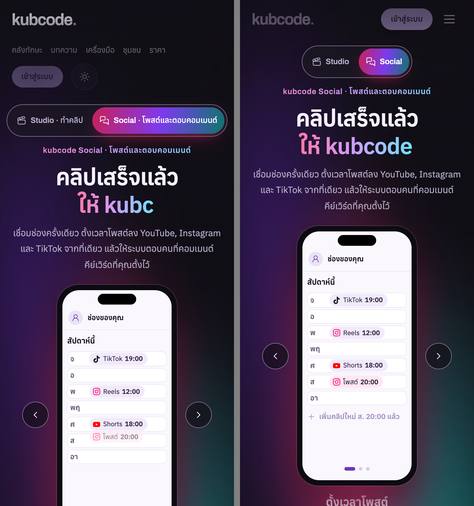 kubcode.
คลังทักษะ บทความ เครื่องมือ ชุมชน ราคา
เข้าสู่ระบบ
Studio · ทำคลิป
Social · โพสต์และตอบคอมเมนต์
kubcode Social · โพสต์และตอบคอมเมนต์
คลิปเสร็จแล้ว
ให้ kubc
เชื่อมช่องครั้งเดียว ตั้งเวลาโพสต์ลง YouTube, Instagram
และ TikTok จากที่เดียว แล้วให้ระบบตอบคนที่คอมเมนต์
คีย์เวิร์ดที่คุณตั้งไว้
ช่องของคุณ
สัปดาห์นี้
จ TikTok 19:00
อ
พ Reels 12:00
พฤ
ศ Shorts 18:00
ส โพสต์ 20:00
อา
kubcode.
เข้าสู่ระบบ
Studio
Social
kubcode Social · โพสต์และตอบคอมเมนต์
คลิปเสร็จแล้ว
ให้ kubcode
เชื่อมช่องครั้งเดียว ตั้งเวลาโพสต์ลง YouTube, Instagram
และ TikTok จากที่เดียว แล้วให้ระบบตอบคนที่คอมเมนต์
คีย์เวิร์ดที่คุณตั้งไว้
ช่องของคุณ
สัปดาห์นี้
จ TikTok 19:00
อ
พ Reels 12:00
พฤ
ศ Shorts 18:00
ส โพสต์ 20:00
อา
+ เพิ่มคลิปใหม่ ส. 20:00 แล้ว
ตั้งเวลาโพสต์